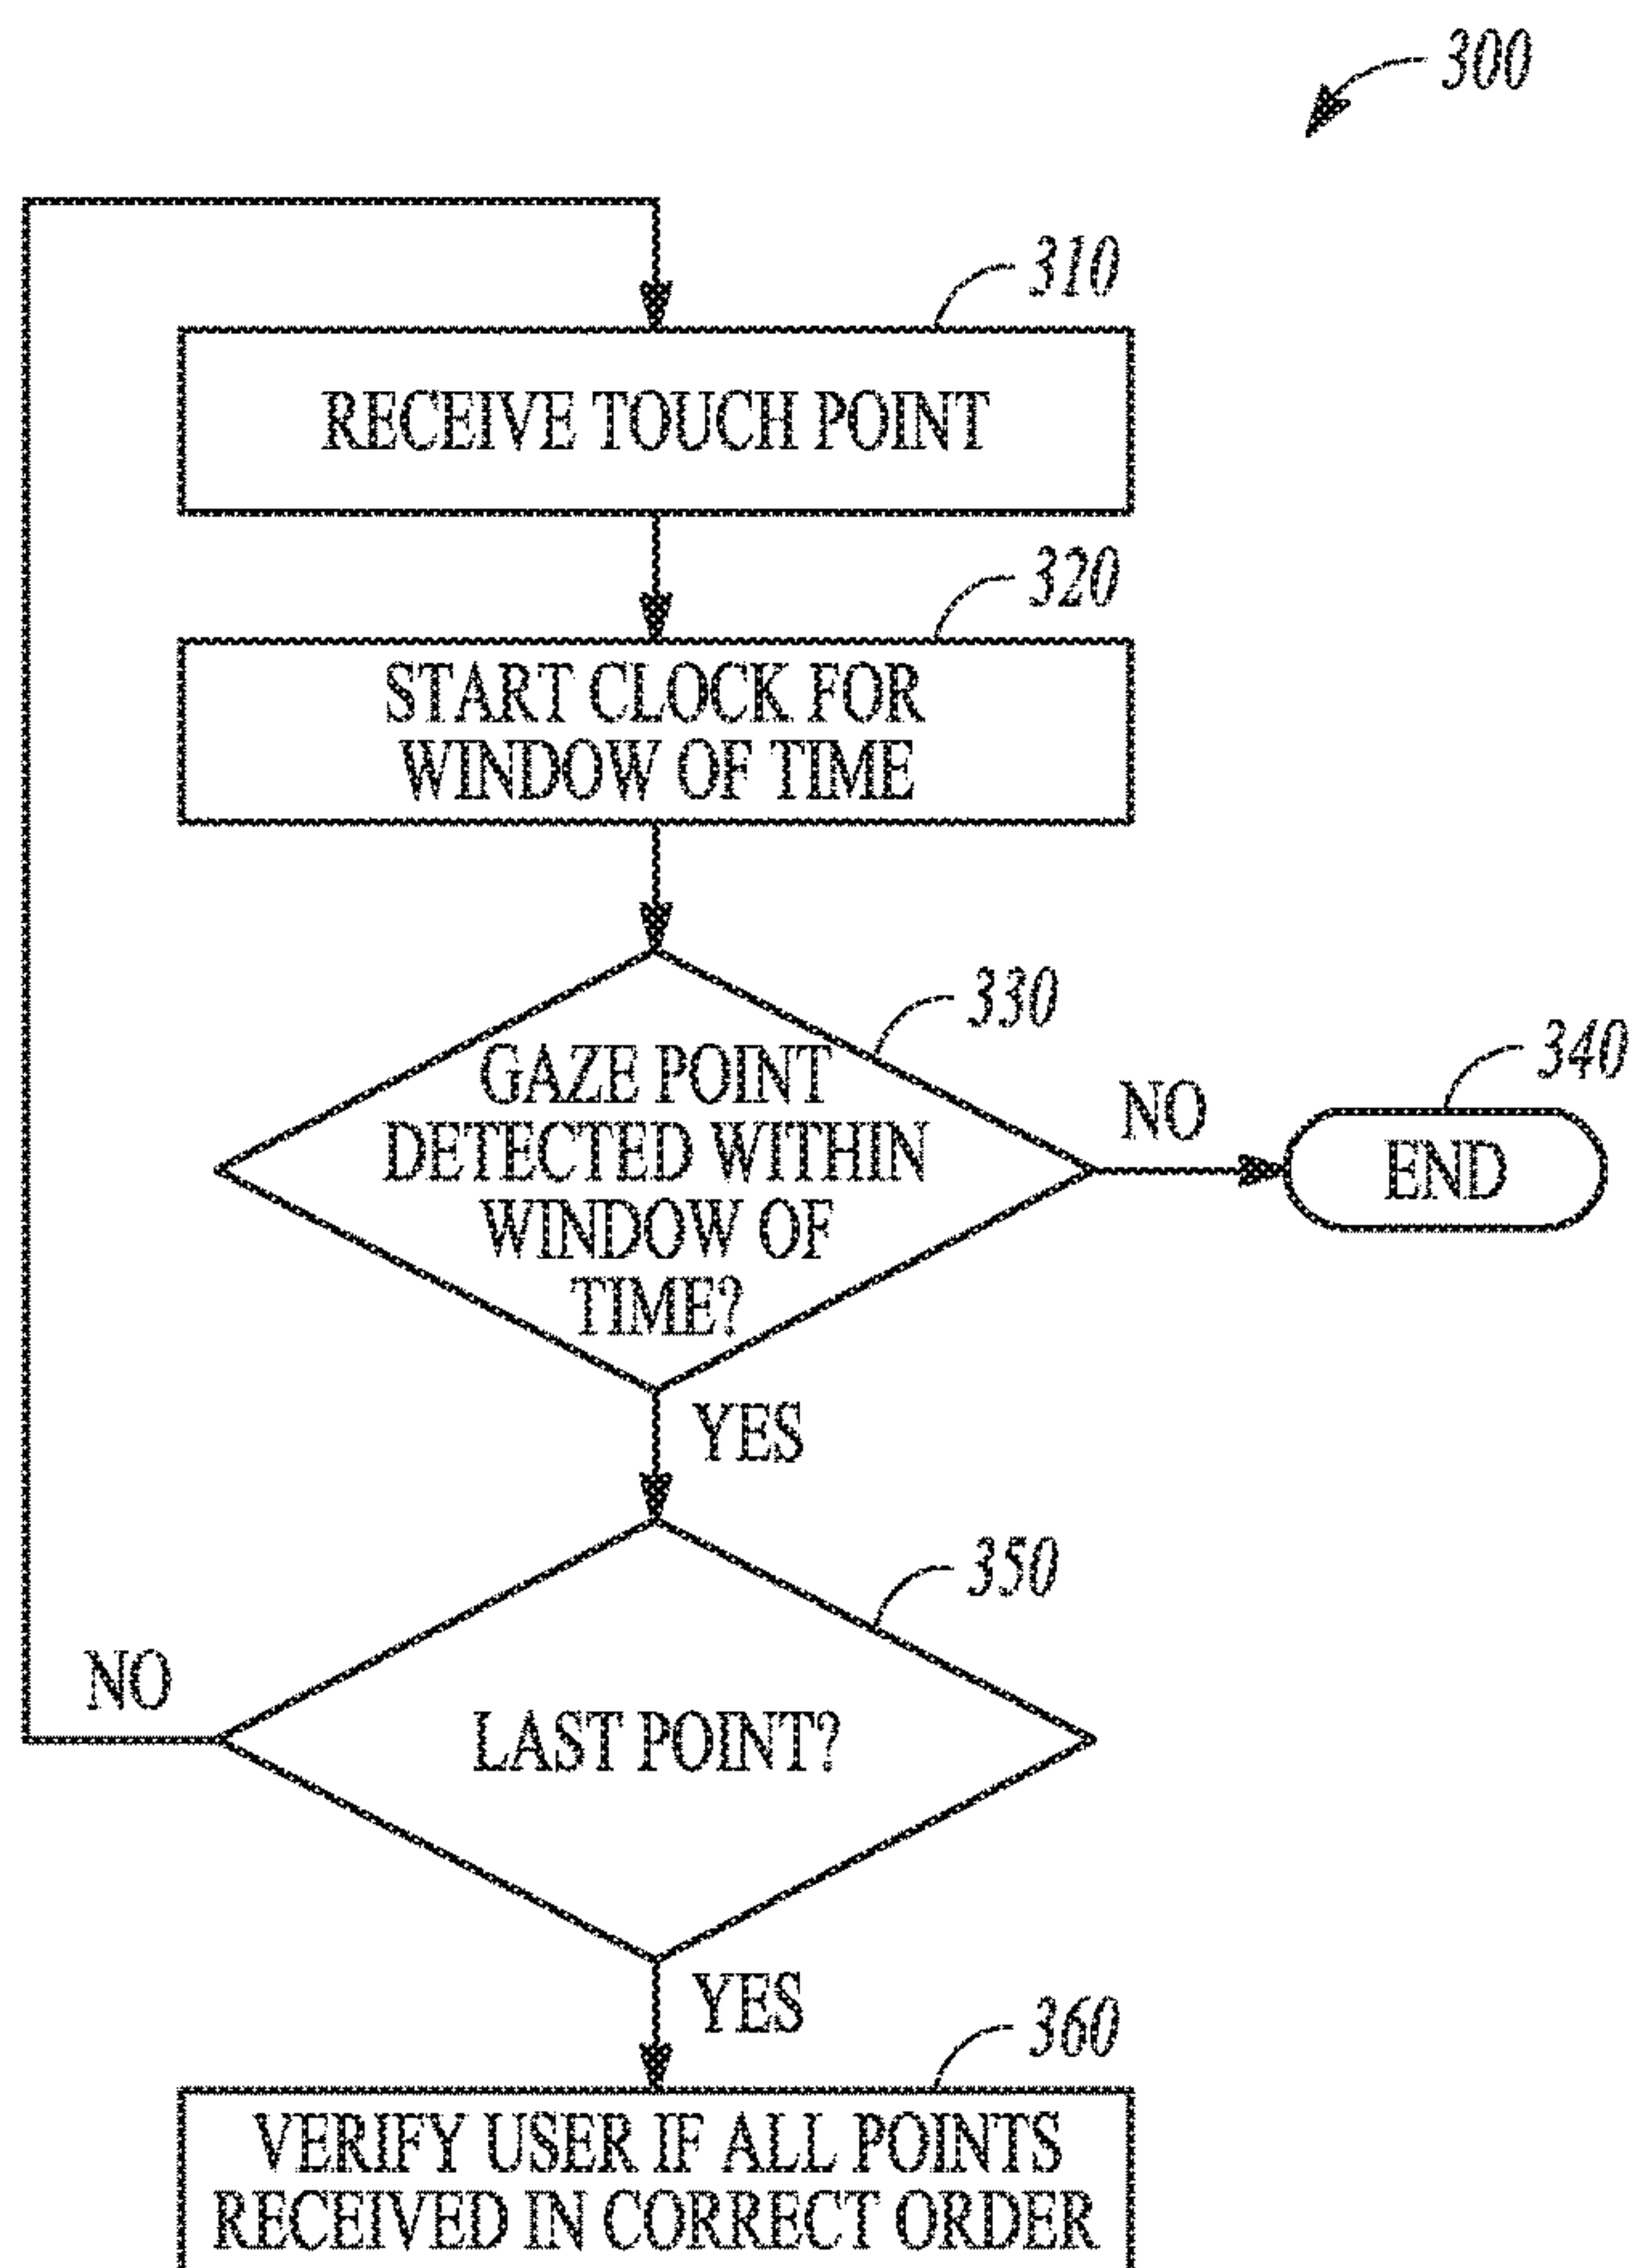 300
310
RECEIVE TOUCH POINT
320
START CLOCK FOR
WINDOW OF TIME
330
GAZE POINT
DETECTED WITHIN
WINDOW OF
TIME?
NO
340
END
YES
350
NO
LAST POINT?
YES
360
VERIFY USER IF ALL POINTS
RECEIVED IN CORRECT ORDER